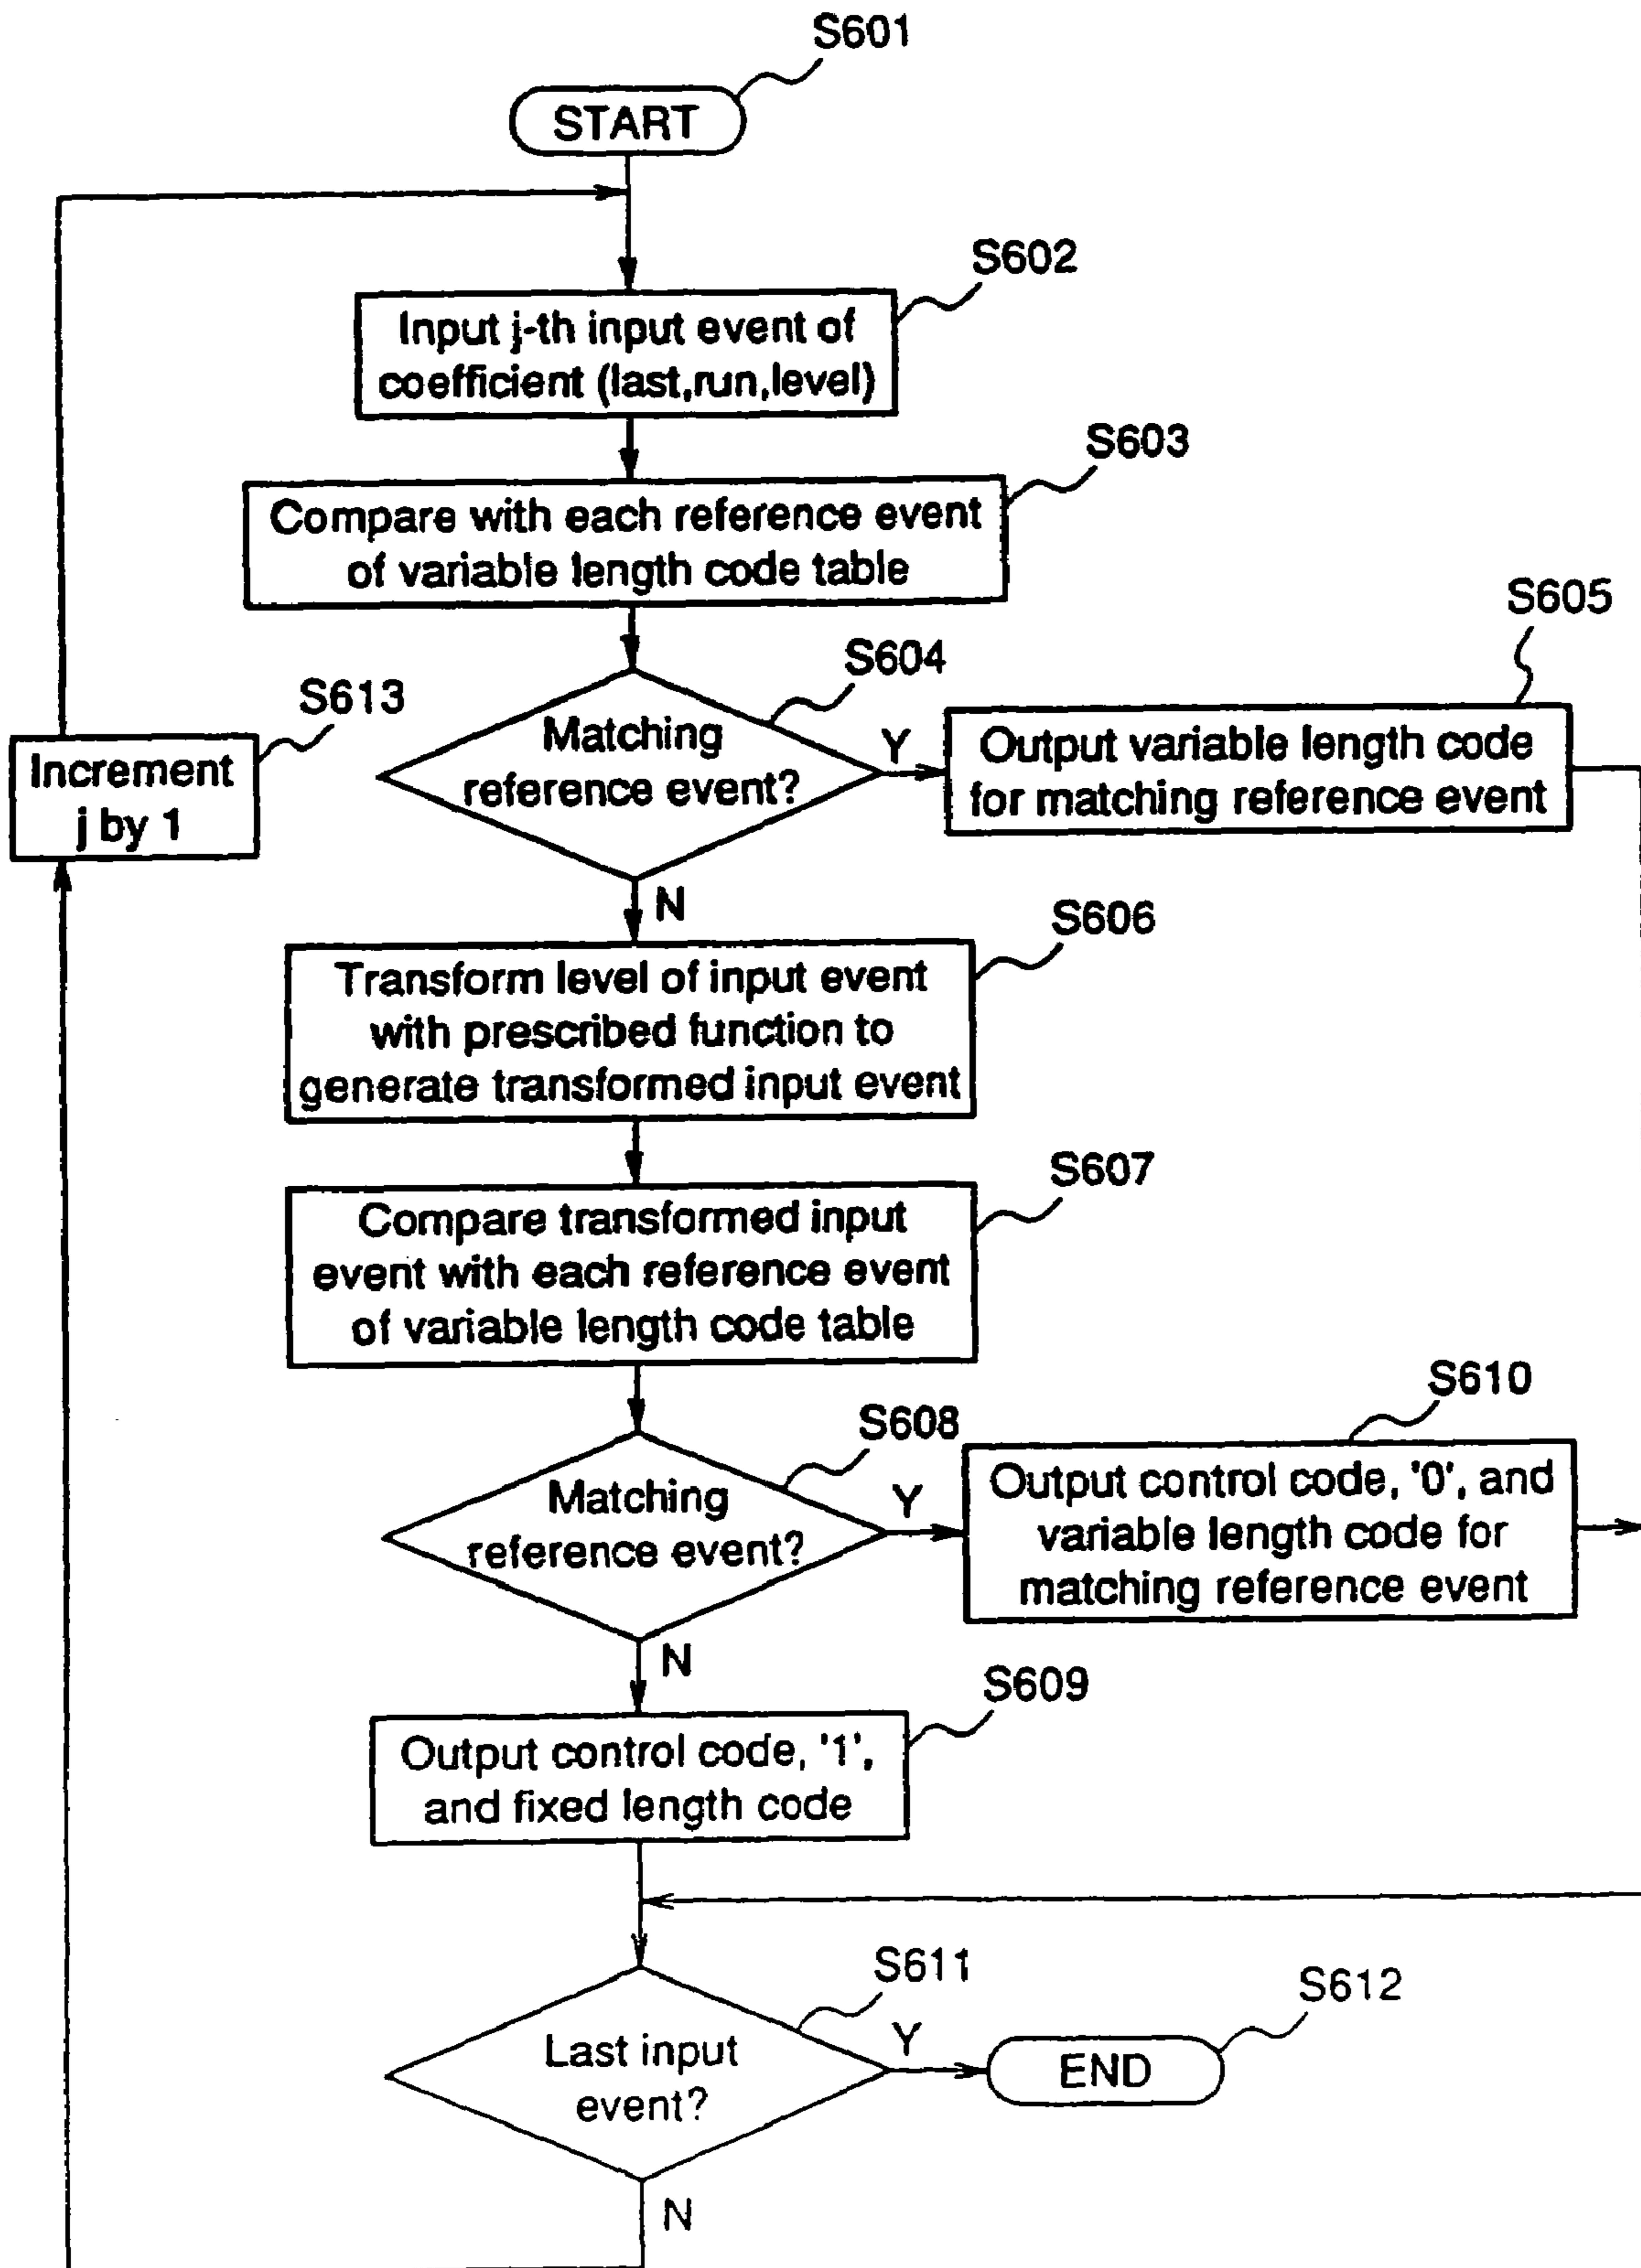 S601
START
S602
Input j-th input event of
coefficient (last,run,level)
S603
Compare with each reference event
of variable length code table
S604
Matching
reference event?
Y
S605
Output variable length code
for matching reference event
S613
Increment
j by 1
N
S606
Transform level of input event
with prescribed function to
generate transformed input event
S607
Compare transformed input
event with each reference event
of variable length code table
S608
Matching
reference event?
Y
S610
Output control code, '0', and
variable length code for
matching reference event
N
S609
Output control code, '1',
and fixed length code
S611
Last input
event?
Y
S612
END
N